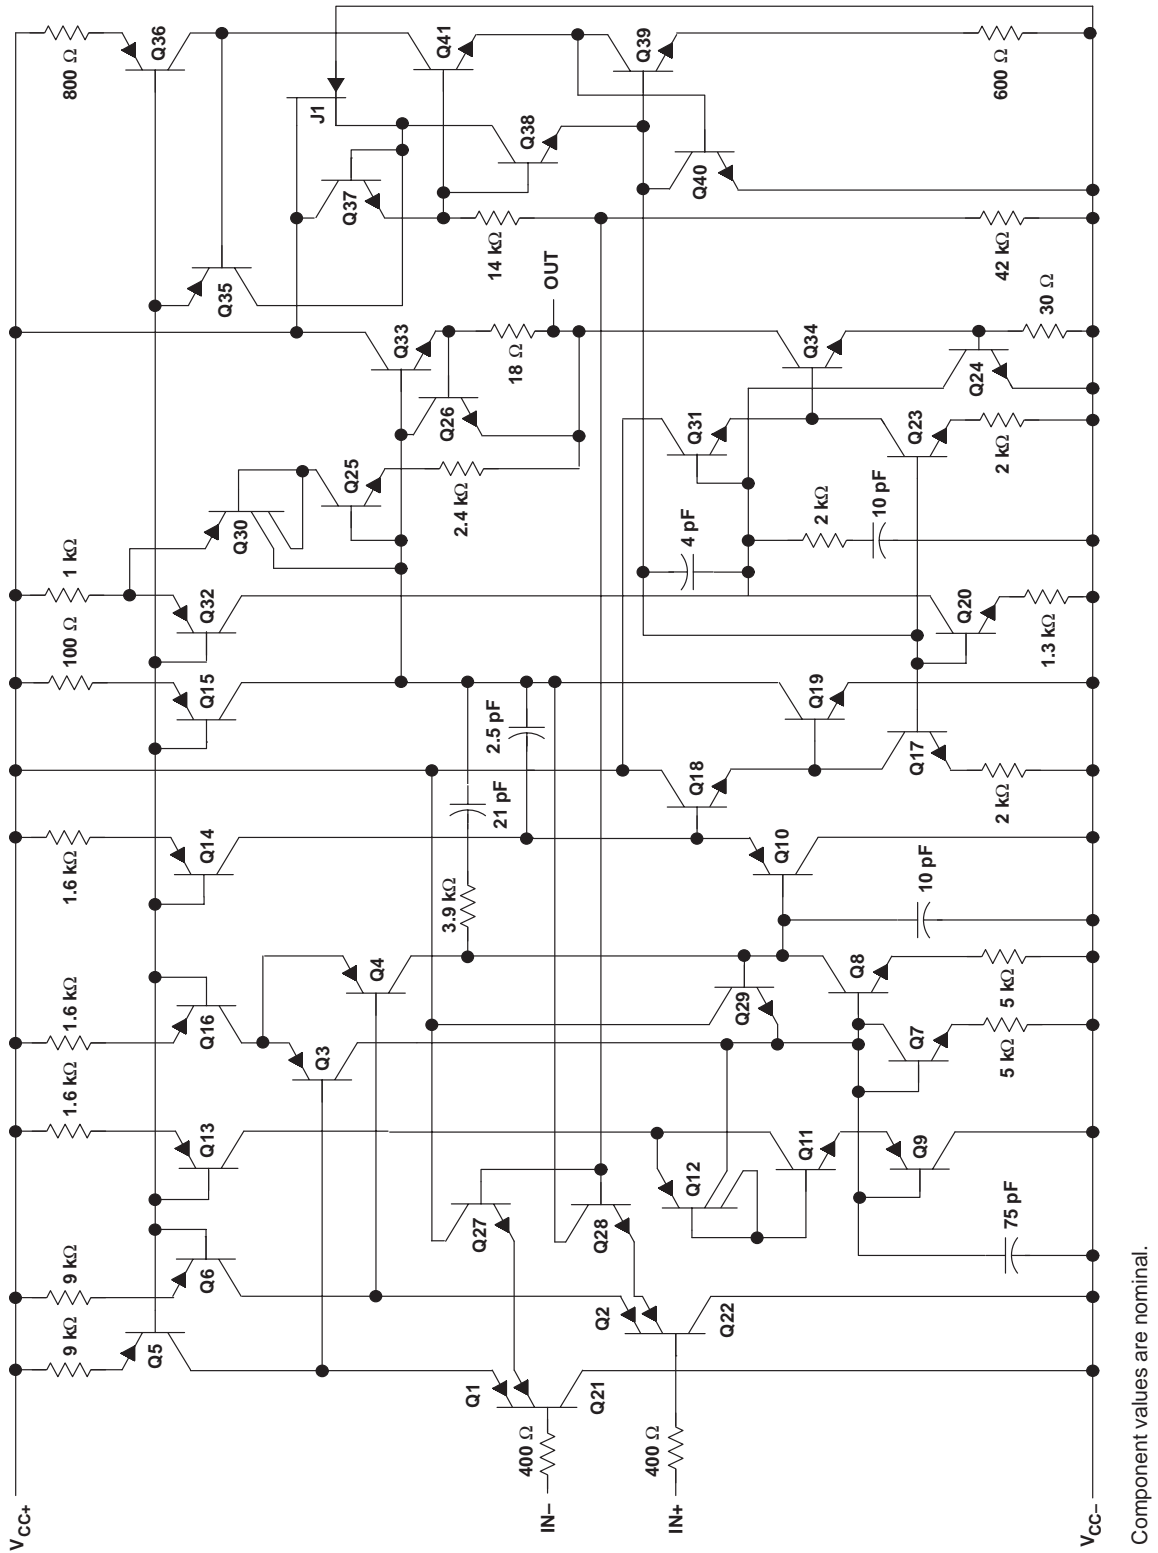 VCC+
9 kΩ
9 kΩ
1.6 kΩ
1.6 kΩ
1.6 kΩ
100 Ω
1 kΩ
800 Ω
Q5
Q6
Q13
Q16
Q14
Q15
Q32
Q30
Q35
Q36
Q3
Q4
Q25
Q37
J1
Q41
2.4 kΩ
Q26
Q33
18 Ω
OUT
14 kΩ
Q38
Q39
Q1
Q21
Q27
3.9 kΩ
21 pF
2.5 pF
IN−
400 Ω
Q2
Q22
Q28
Q12
Q29
Q18
4 pF
Q31
Q34
Q40
IN+
400 Ω
Q11
Q10
Q19
2 kΩ
10 pF
Q9
Q7
Q8
10 pF
Q17
Q20
Q23
Q24
75 pF
5 kΩ
5 kΩ
2 kΩ
1.3 kΩ
2 kΩ
30 Ω
42 kΩ
600 Ω
VCC−
Component values are nominal.